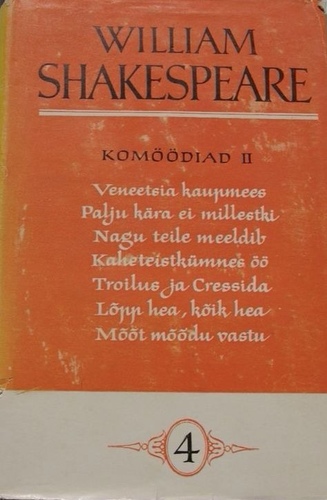 WILLIAM
SHAKESPEARE
KOMÖÖDIAD II
Veneetsia kaupmees
Palju kära ei millestki
Nagu teile meeldib
Kaheteistkümnes öö
Troilus ja Cressida
Lõpp hea, kõik hea
Mõõt mõõdu vastu
4